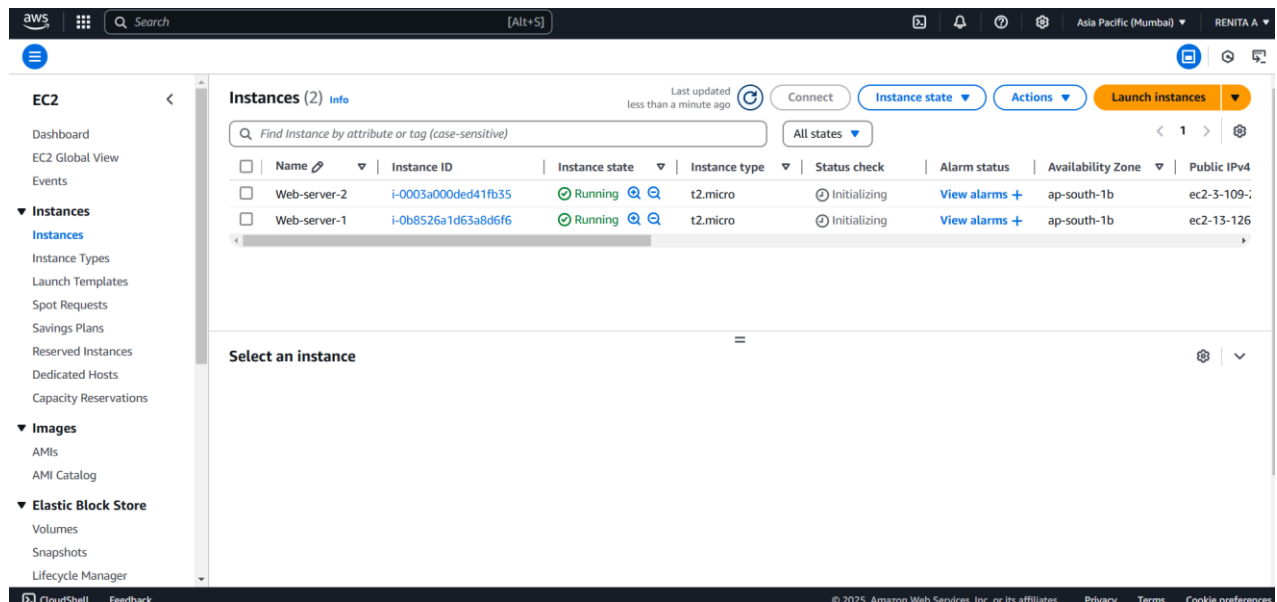 aws Search [Alt+S] Asia Pacific (Mumbai) RENITA A
EC2
Dashboard
EC2 Global View
Events
Instances
Instances
Instance Types
Launch Templates
Spot Requests
Savings Plans
Reserved Instances
Dedicated Hosts
Capacity Reservations
Images
AMIs
AMI Catalog
Elastic Block Store
Volumes
Snapshots
Lifecycle Manager
Instances (2) Info
Last updated
less than a minute ago
Connect Instance state Actions Launch instances
Find Instance by attribute or tag (case-sensitive) All states 1
Name Instance ID Instance state Instance type Status check Alarm status Availability Zone Public IPv4
Web-server-2 i-0003a000ded41fb35 Running t2.micro Initializing View alarms + ap-south-1b ec2-3-109-
Web-server-1 i-0b8526a1d63a8d6f6 Running t2.micro Initializing View alarms + ap-south-1b ec2-13-126
Select an instance
CloudShell Feedback © 2025, Amazon Web Services, Inc. or its affiliates. Privacy Terms Cookie preferences